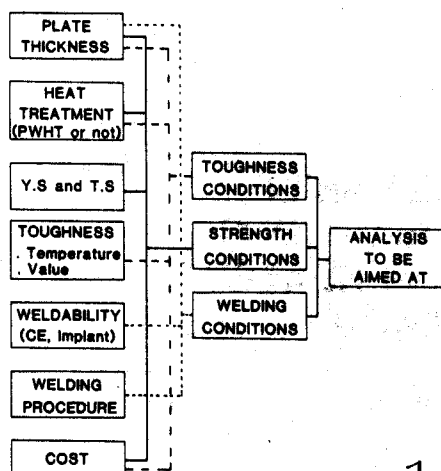 PLATE
THICKNESS
HEAT
TREATMENT
(PWHT or not)
Y.S and T.S
TOUGHNESS
. Temperature
. Value
WELDABILITY
(CE, Implant)
WELDING
PROCEDURE
COST
TOUGHNESS
CONDITIONS
STRENGTH
CONDITIONS
WELDING
CONDITIONS
ANALYSIS
TO BE
AIMED AT